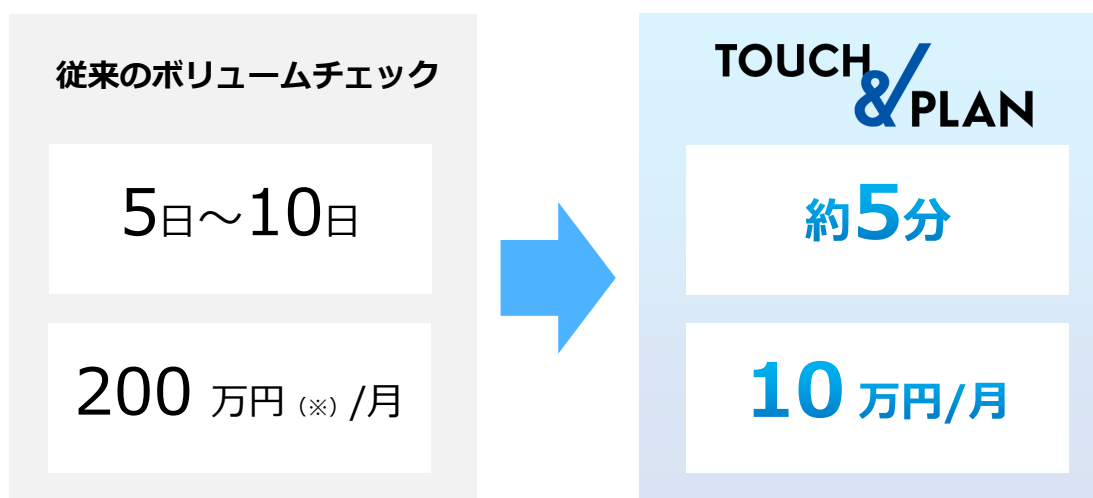 従来のボリュームチェック
5日～10日
200 万円（※）/月
TOUCH
&PLAN
約5分
10 万円/月